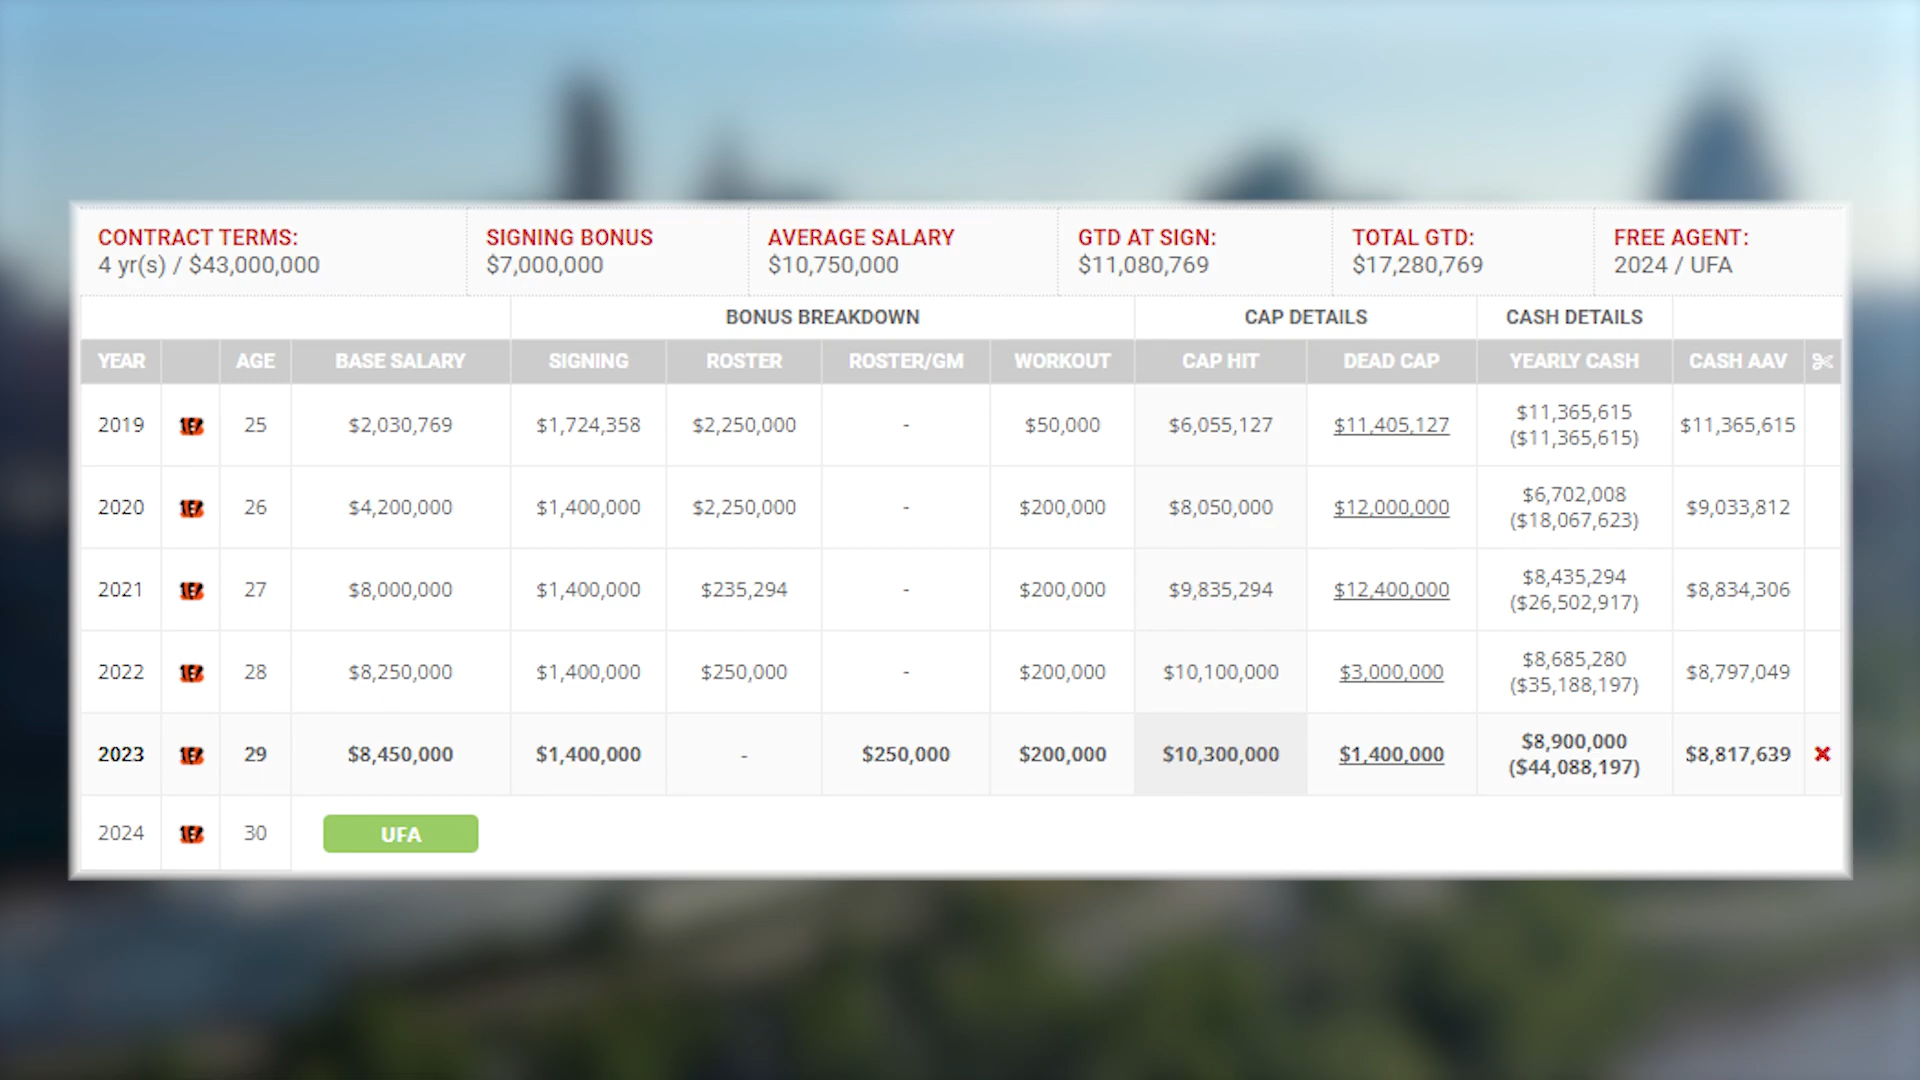 CONTRACT TERMS: SIGNING BONUS AVERAGE SALARY GTD AT SIGN: TOTAL GTD: FREE AGENT:
4 yr(s) / $43,000,000 $7,000,000 $10,750,000 $11,080,769 $17,280,769 2024 / UFA
BONUS BREAKDOWN CAP DETAILS CASH DETAILS
YEAR AGE BASE SALARY SIGNING ROSTER ROSTER/GM WORKOUT CAP HIT DEAD CAP YEARLY CASH CASH AAV
2019 25 $2,030,769 $1,724,358 $2,250,000 - $50,000 $6,055,127 $11,405,127 $11,365,615 ($11,365,615) $11,365,615
2020 26 $4,200,000 $1,400,000 $2,250,000 - $200,000 $8,050,000 $12,000,000 $6,702,008 ($18,067,623) $9,033,812
2021 27 $8,000,000 $1,400,000 $235,294 - $200,000 $9,835,294 $12,400,000 $8,435,294 ($26,502,917) $8,834,306
2022 28 $8,250,000 $1,400,000 $250,000 - $200,000 $10,100,000 $3,000,000 $8,685,280 ($35,188,197) $8,797,049
2023 29 $8,450,000 $1,400,000 - $250,000 $200,000 $10,300,000 $1,400,000 $8,900,000 ($44,088,197) $8,817,639
2024 30 UFA